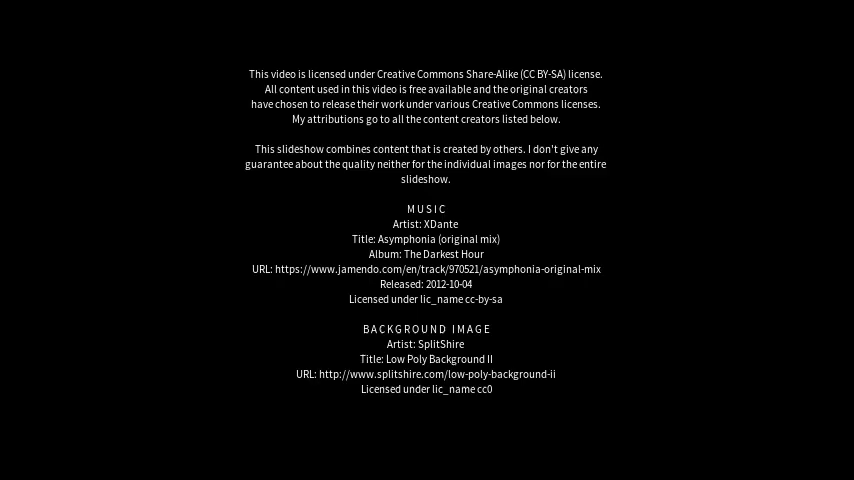 This video is licensed under Creative Commons Share-Alike (CC BY-SA) license.
All content used in this video is free available and the original creators
have chosen to release their work under various Creative Commons licenses.
My attributions go to all the content creators listed below.
This slideshow combines content that is created by others. I don't give any
guarantee about the quality neither for the individual images nor for the entire
slideshow.
MUSIC
Artist: XDante
Title: Asymphonia (original mix)
Album: The Darkest Hour
URL: https://www.jamendo.com/en/track/970521/asymphonia-original-mix
Released: 2012-10-04
Licensed under lic_name cc-by-sa
BACKGROUND IMAGE
Artist: SplitShire
Title: Low Poly Background II
URL: http://www.splitshire.com/low-poly-background-ii
Licensed under lic_name cc0